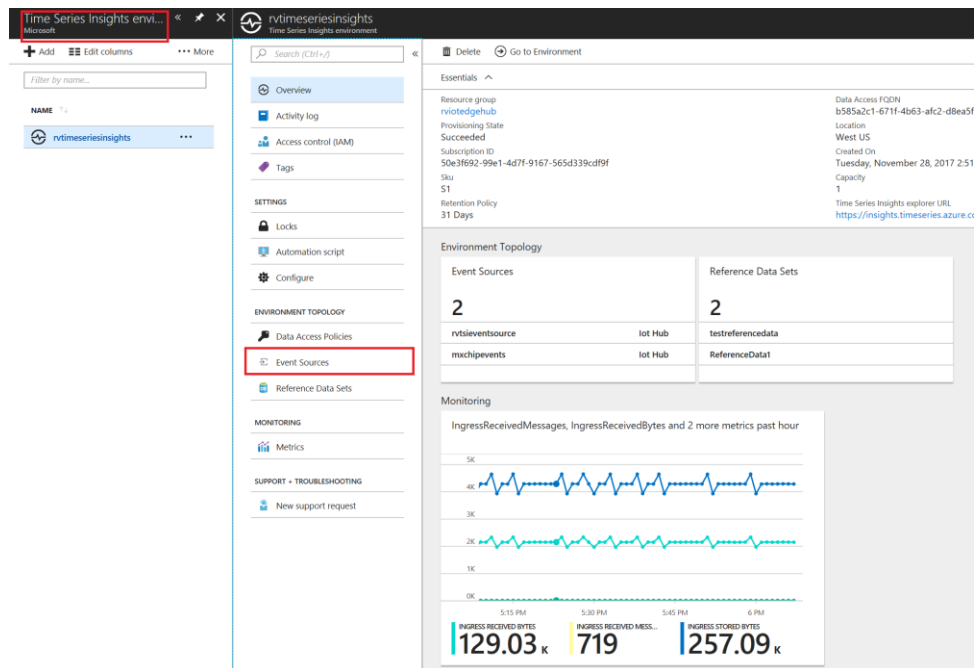 Time Series Insights envi...
Microsoft
rvtimeseriesinsights
Time Series Insights environment
Add Edit columns More
Filter by name...
NAME
rvtimeseriesinsights
Search (Ctrl+/)
Overview
Activity log
Access control (IAM)
Tags
SETTINGS
Locks
Automation script
Configure
ENVIRONMENT TOPOLOGY
Data Access Policies
Event Sources
Reference Data Sets
MONITORING
Metrics
SUPPORT + TROUBLESHOOTING
New support request
Delete Go to Environment
Essentials
Resource group
rviotedgehub
Provisioning State
Succeeded
Subscription ID
50e3f692-99e1-4d7f-9167-565d339cdf9f
Sku
S1
Retention Policy
31 Days
Data Access FQDN
b585a2c1-671f-4b63-afc2-d8ea5f
Location
West US
Created On
Tuesday, November 28, 2017 2:51
Capacity
1
Time Series Insights explorer URL
https://insights.timeseries.azure.co
Environment Topology
Event Sources
2
rvtsieventsource Iot Hub
mxchipevents Iot Hub
Reference Data Sets
2
testreferencedata
ReferenceData1
Monitoring
IngressReceivedMessages, IngressReceivedBytes and 2 more metrics past hour
5K
4K
3K
2K
1K
0K
5:15 PM 5:30 PM 5:45 PM 6 PM
INGRESS RECEIVED BYTES
129.03 K
INGRESS RECEIVED MESS...
719
INGRESS STORED BYTES
257.09 K